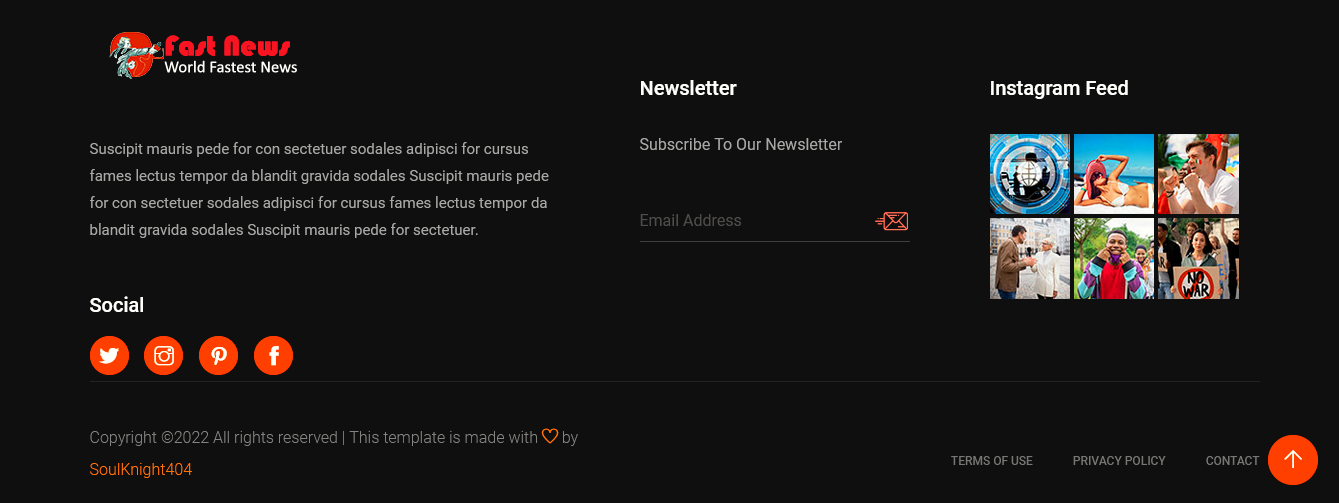 Fast News
World Fastest News
Suscipit mauris pede for con sectetuer sodales adipisci for cursus
fames lectus tempor da blandit gravida sodales Suscipit mauris pede
for con sectetuer sodales adipisci for cursus fames lectus tempor da
blandit gravida sodales Suscipit mauris pede for sectetuer.
Social
Newsletter
Subscribe To Our Newsletter
Email Address
Instagram Feed
NO
WAR
Copyright ©2022 All rights reserved | This template is made with by
SoulKnight404
TERMS OF USE PRIVACY POLICY CONTACT